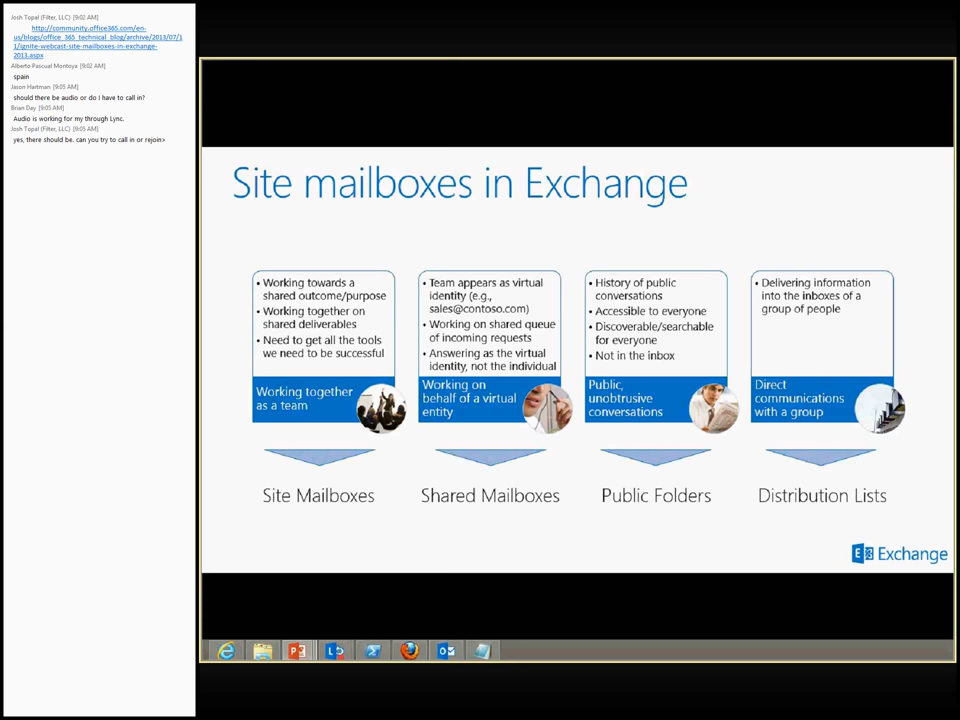 Josh Topal (Filter, LLC) [9:02 AM]
http://community.office365.com/en-
us/blogs/office_365_technical_blog/archive/2013/07/1
1/ignite-webcast-site-mailboxes-in-exchange-
2013.aspx
Alberto Pascual Montoya [9:02 AM]
spain
Jason Hartman [9:05 AM]
should there be audio or do I have to call in?
Brian Day [9:05 AM]
Audio is working for my through Lync.
Josh Topal (Filter, LLC) [9:05 AM]
yes, there should be. can you try to call in or rejoin>
Site mailboxes in Exchange
• Working towards a
shared outcome/purpose
• Working together on
shared deliverables
• Need to get all the tools
we need to be successful
Working together
as a team
Site Mailboxes
• Team appears as virtual
identity (e.g.,
sales@contoso.com)
• Working on shared queue
of incoming requests
• Answering as the virtual
identity, not the individual
Working on
behalf of a virtual
entity
Shared Mailboxes
• History of public
conversations
• Accessible to everyone
• Discoverable/searchable
for everyone
• Not in the inbox
Public,
unobtrusive
conversations
Public Folders
• Delivering information
into the inboxes of a
group of people
Direct
communications
with a group
Distribution Lists
Exchange